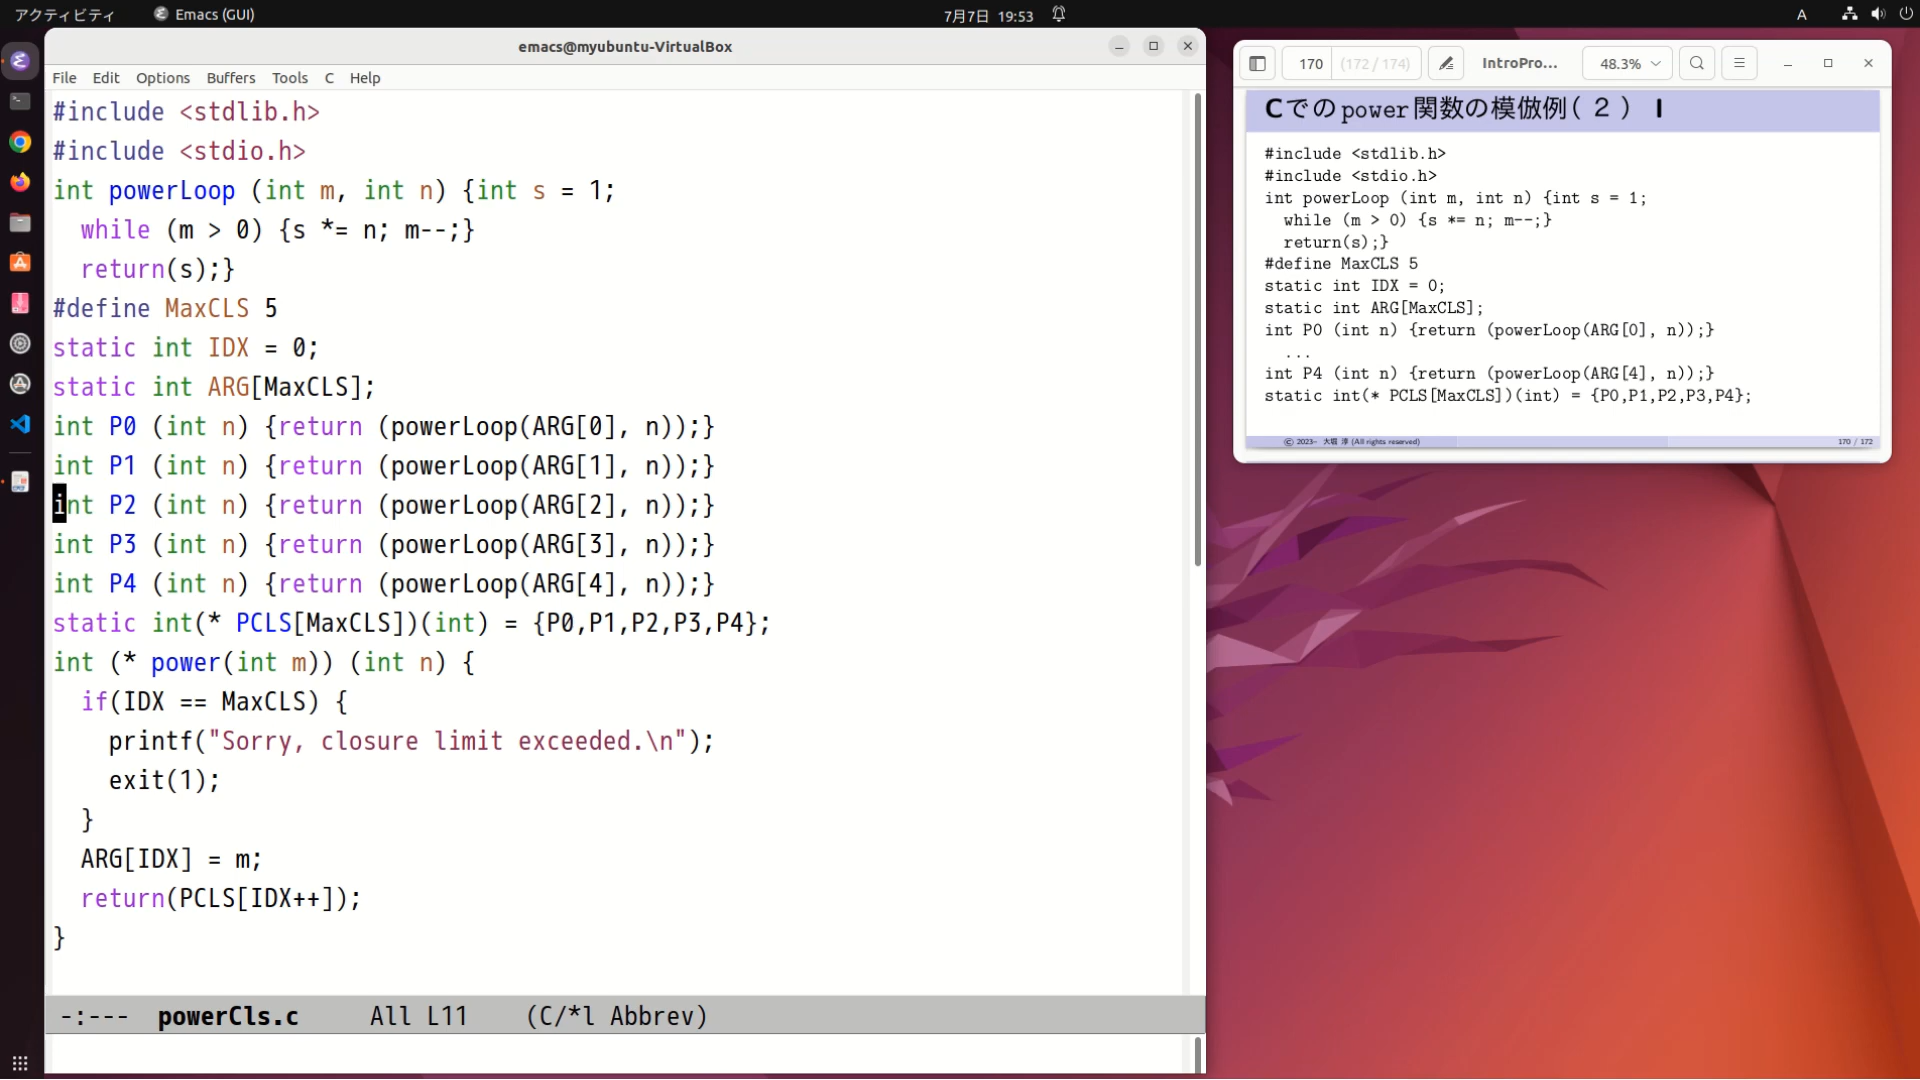 アクティビティ
Emacs (GUI)
7月7日 19:53
A
emacs@myubuntu-VirtualBox
File Edit Options Buffers Tools C Help
#include <stdlib.h>
#include <stdio.h>
int powerLoop (int m, int n) {int s = 1;
  while (m > 0) {s *= n; m--;}
  return(s);}
#define MaxCLS 5
static int IDX = 0;
static int ARG[MaxCLS];
int P0 (int n) {return (powerLoop(ARG[0], n));}
int P1 (int n) {return (powerLoop(ARG[1], n));}
int P2 (int n) {return (powerLoop(ARG[2], n));}
int P3 (int n) {return (powerLoop(ARG[3], n));}
int P4 (int n) {return (powerLoop(ARG[4], n));}
static int(* PCLS[MaxCLS])(int) = {P0,P1,P2,P3,P4};
int (* power(int m)) (int n) {
  if(IDX == MaxCLS) {
    printf("Sorry, closure limit exceeded.\n");
    exit(1);
  }
  ARG[IDX] = m;
  return(PCLS[IDX++]);
}
-:---  powerCls.c     All L11    (C/*l Abbrev)
170 (172 / 174) IntroPro... 48.3%
Cでのpower関数の模倣例(２) I
#include <stdlib.h>
#include <stdio.h>
int powerLoop (int m, int n) {int s = 1;
  while (m > 0) {s *= n; m--;}
  return(s);}
#define MaxCLS 5
static int IDX = 0;
static int ARG[MaxCLS];
int P0 (int n) {return (powerLoop(ARG[0], n));}
  ...
int P4 (int n) {return (powerLoop(ARG[4], n));}
static int(* PCLS[MaxCLS])(int) = {P0,P1,P2,P3,P4};
© 2023- 大堀 淳 (All rights reserved)
170 / 172